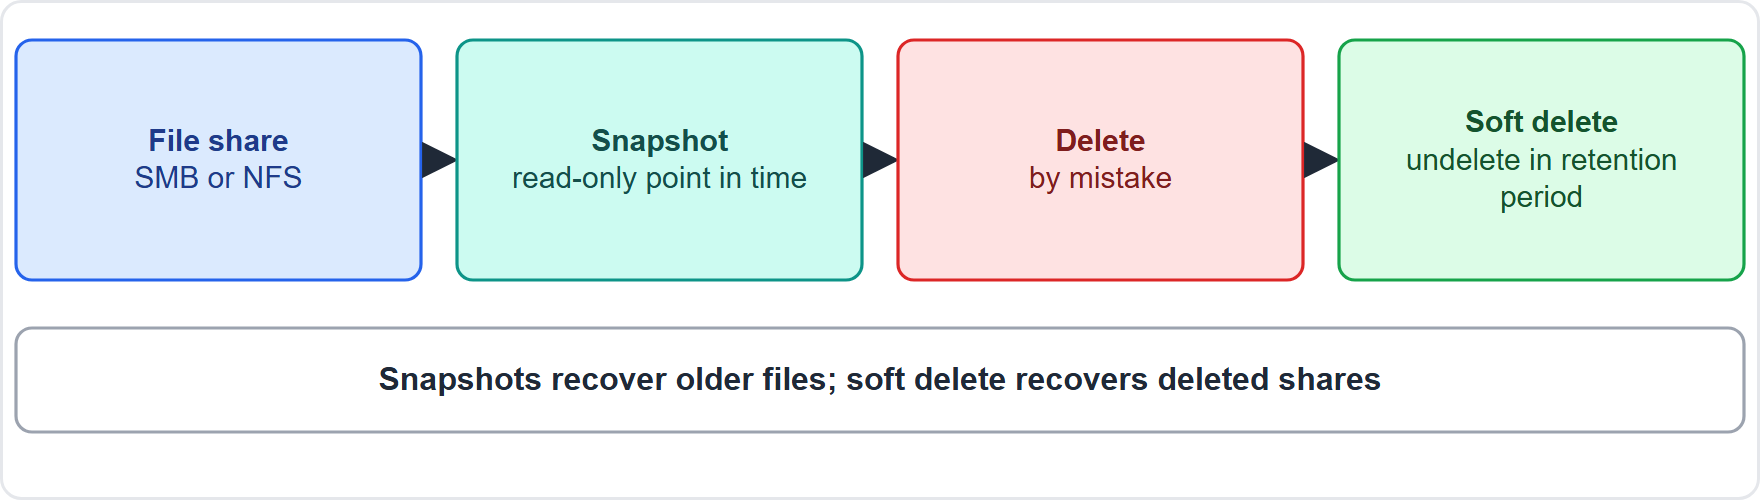 File share
SMB or NFS
Snapshot
read-only point in time
Delete
by mistake
Soft delete
undelete in retention
period
Snapshots recover older files; soft delete recovers deleted shares